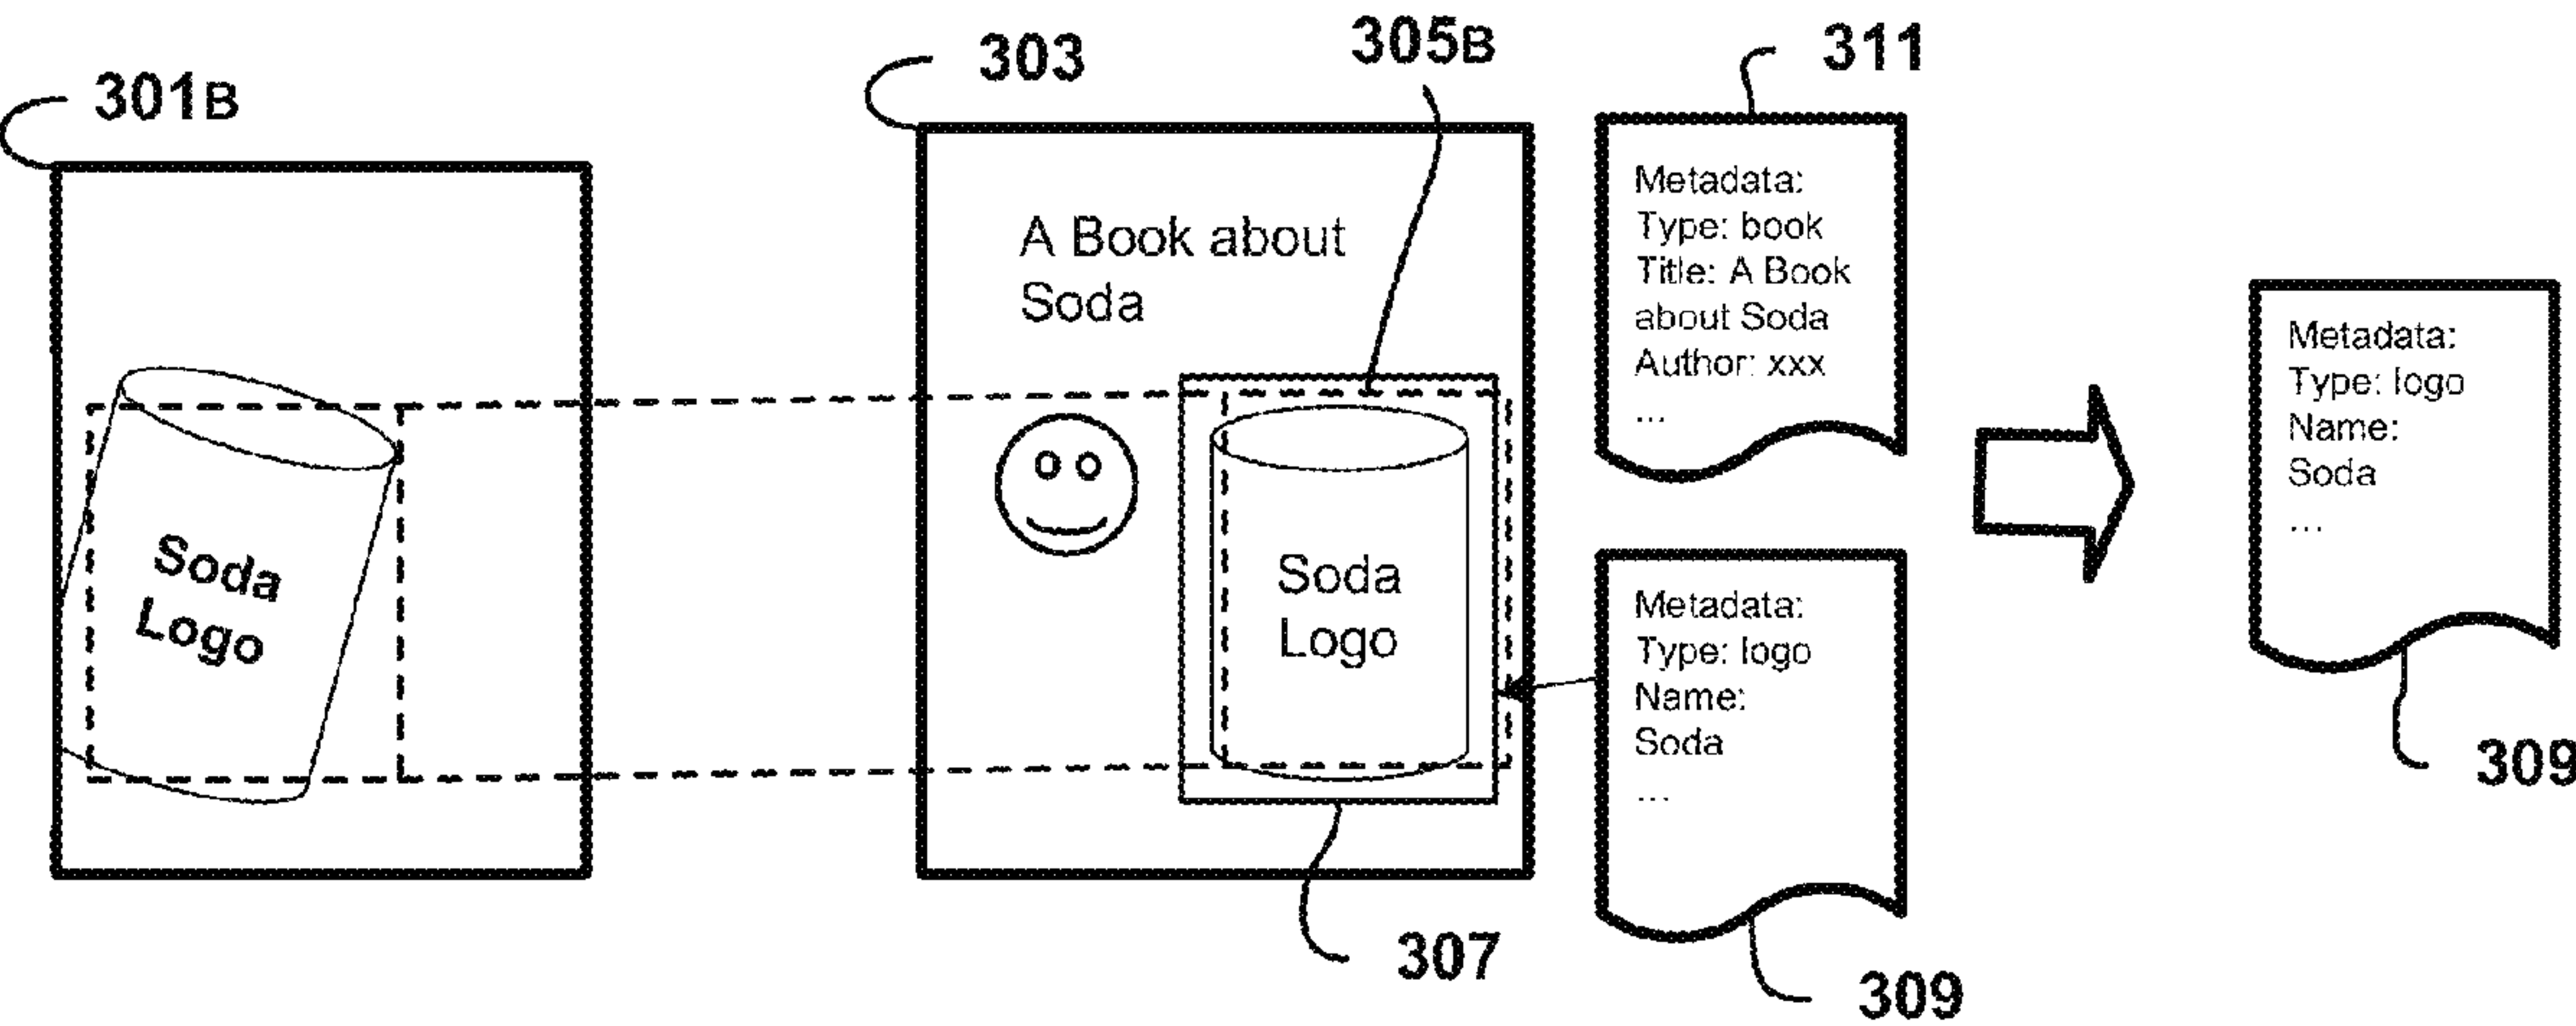 301B
303
305B
311
A Book about
Soda
Soda
Logo
Soda
Logo
307
Metadata:
Type: book
Title: A Book
about Soda
Author: xxx
...
Metadata:
Type: logo
Name:
Soda
...
309
Metadata:
Type: logo
Name:
Soda
...
309